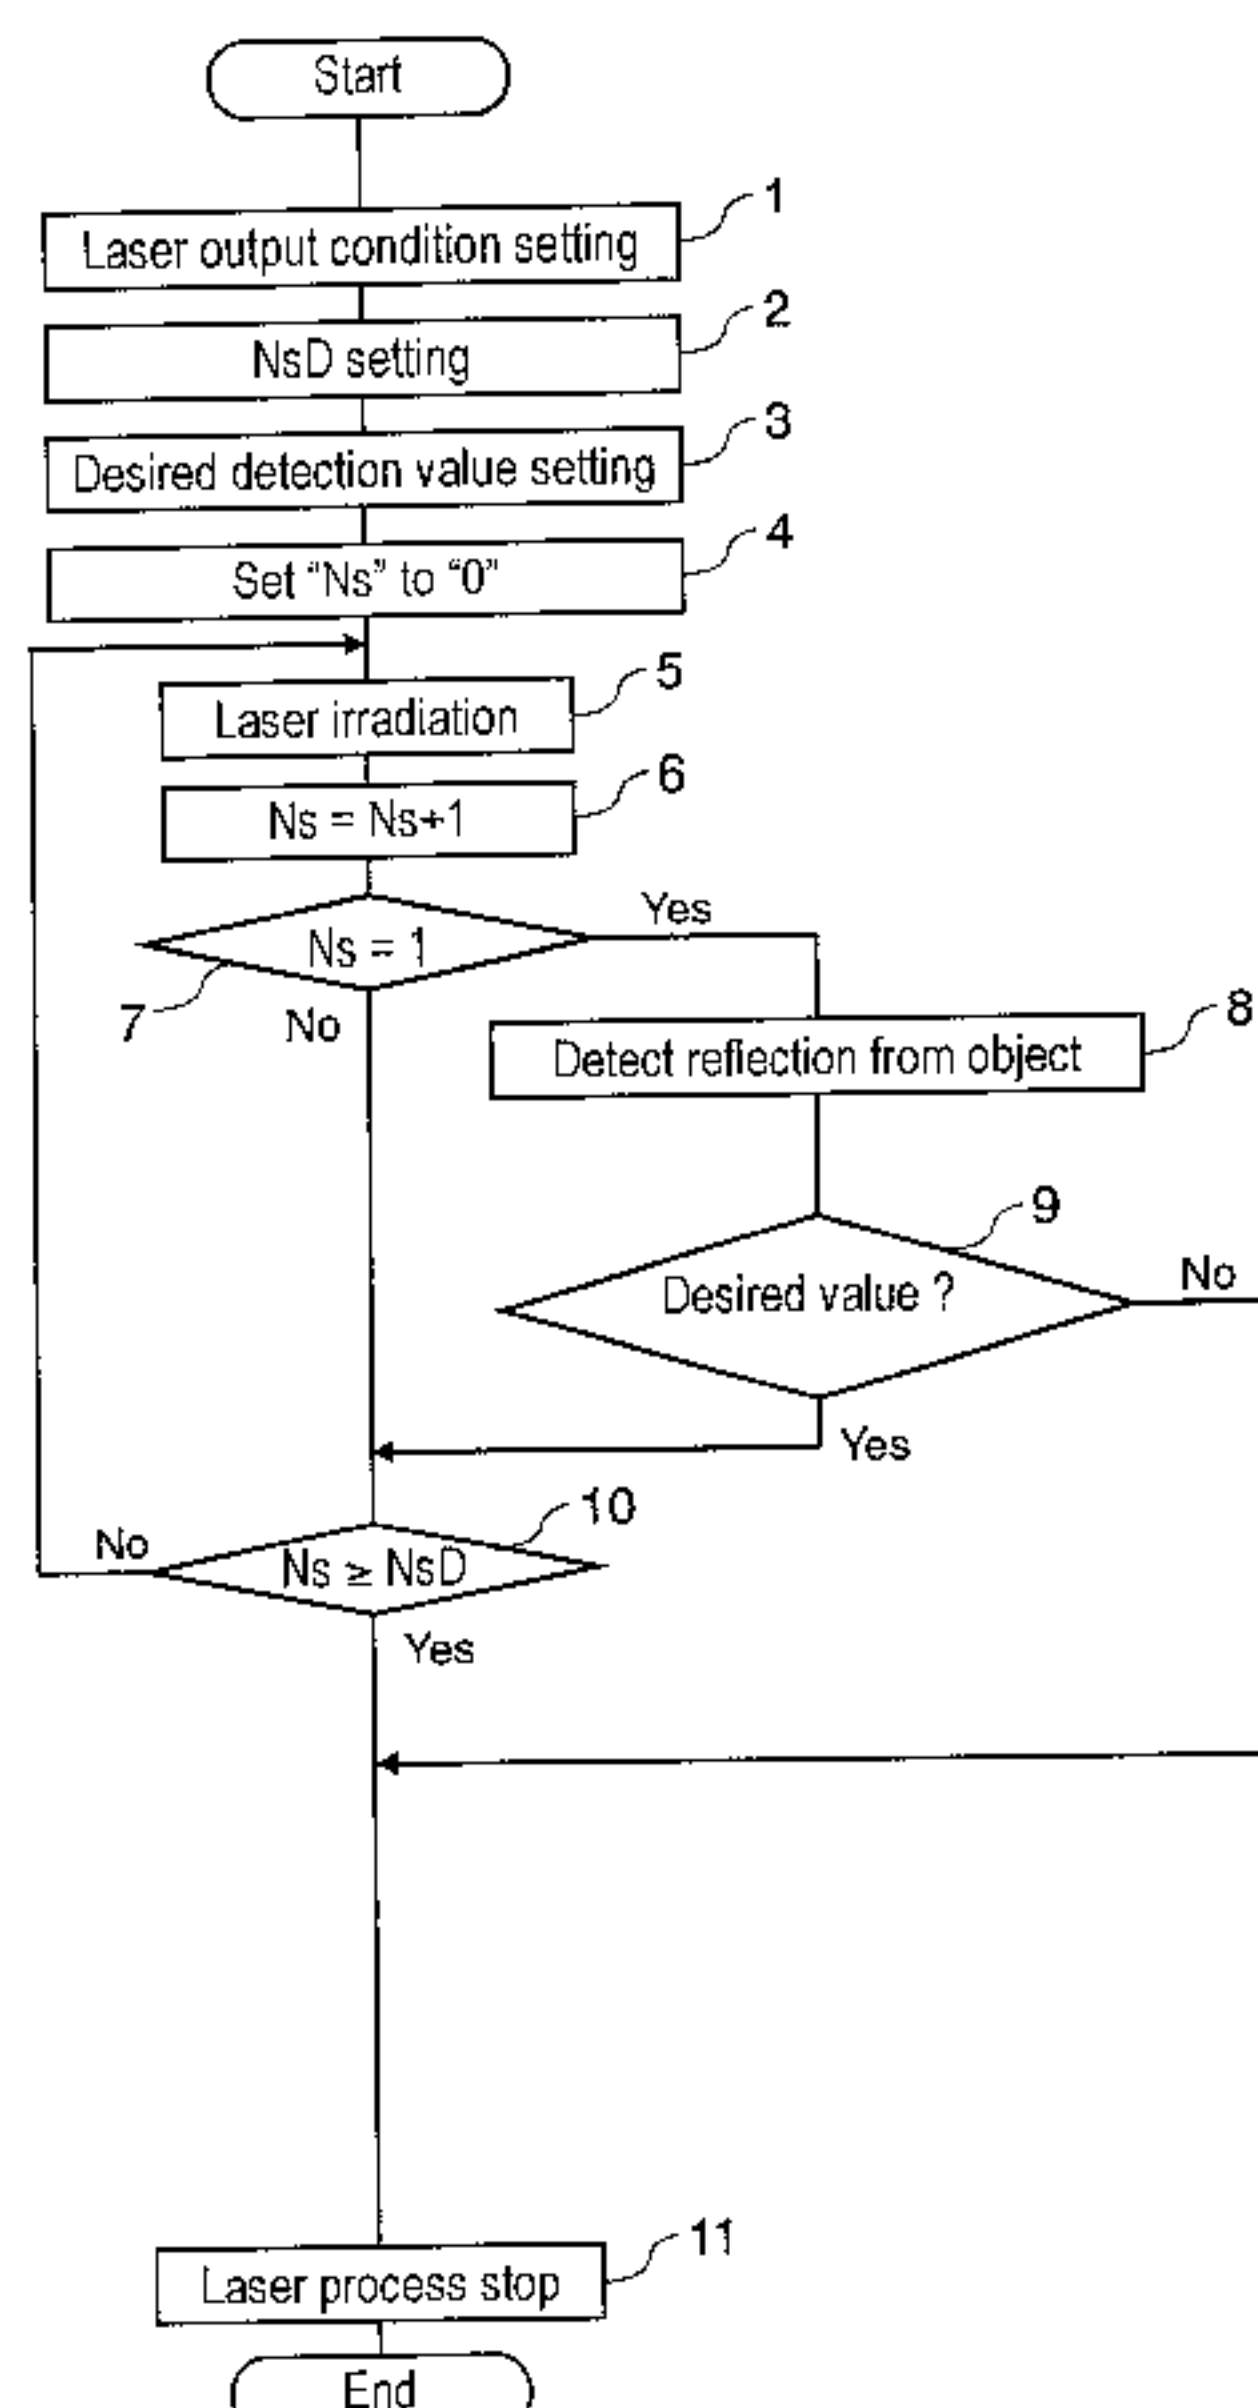 Start
1
Laser output condition setting
2
NsD setting
3
Desired detection value setting
4
Set “Ns” to “0”
5
Laser irradiation
6
Ns = Ns+1
Yes
Ns = 1
7
No
8
Detect reflection from object
9
Desired value ?
No
Yes
10
No
Ns ≥ NsD
Yes
11
Laser process stop
End